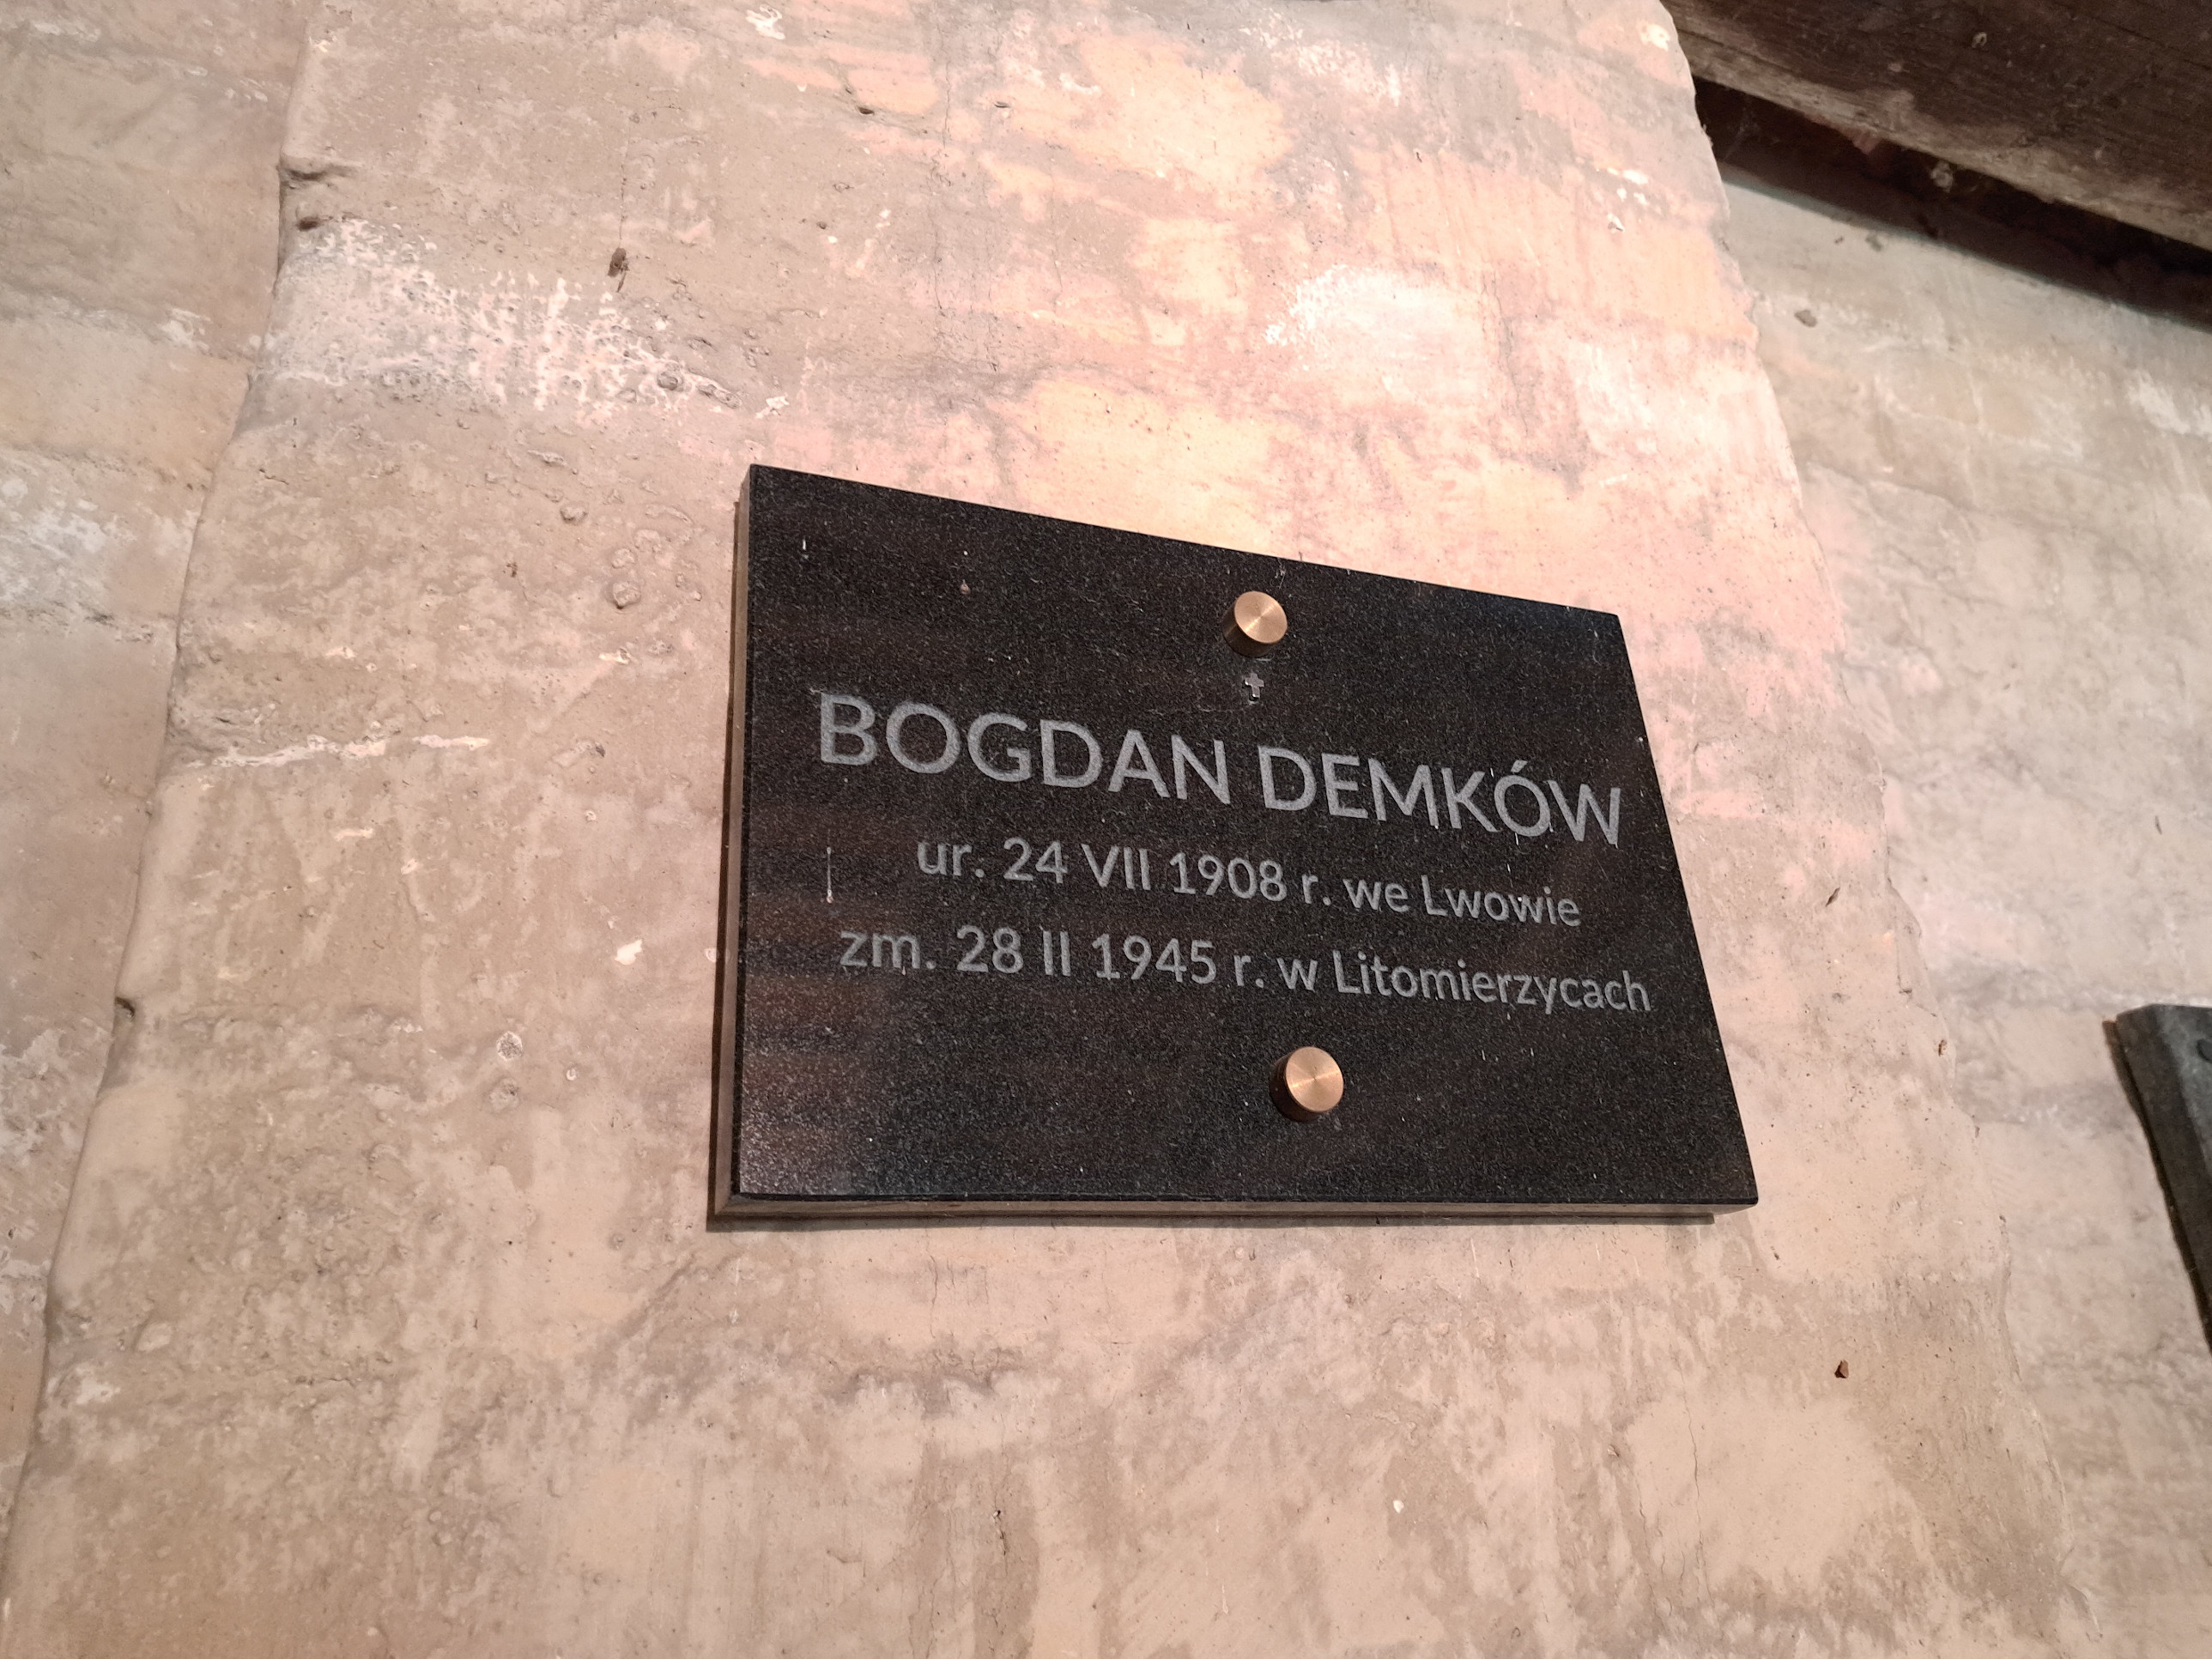 BOGDAN DEMKÓW
ur. 24 VII 1908 r. we Lwowie
zm. 28 II 1945 r. w Litomierzycach